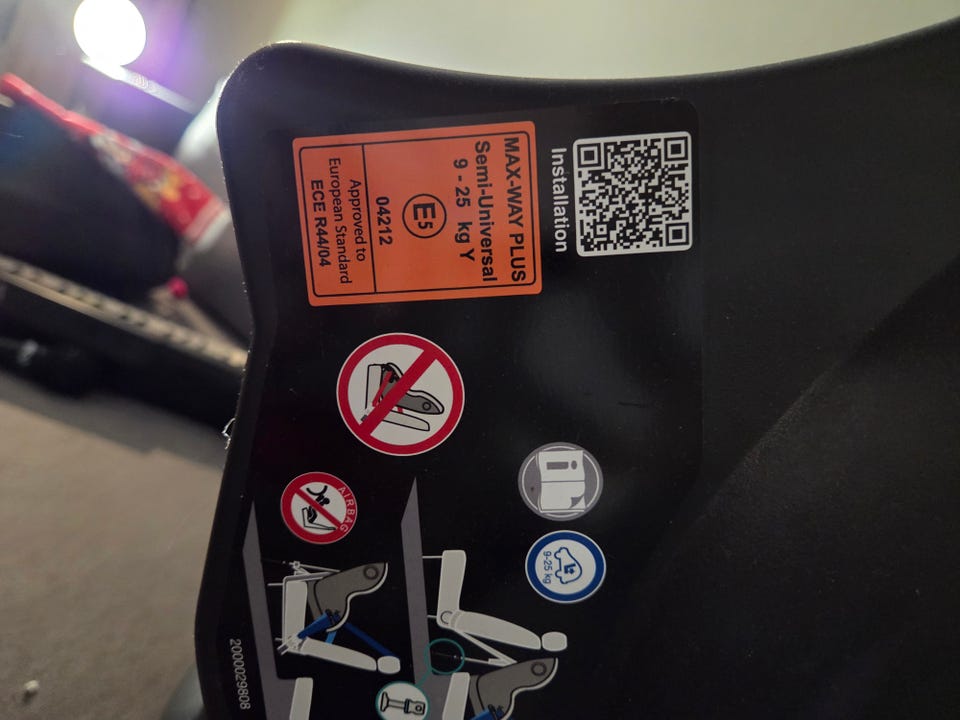 MAX-WAY PLUS
Semi-Universal
9 - 25 kg Y
E5
04212
Approved to
European Standard
ECE R44/04
Installation
AIRBAG
i
9-25 kg
2000029808